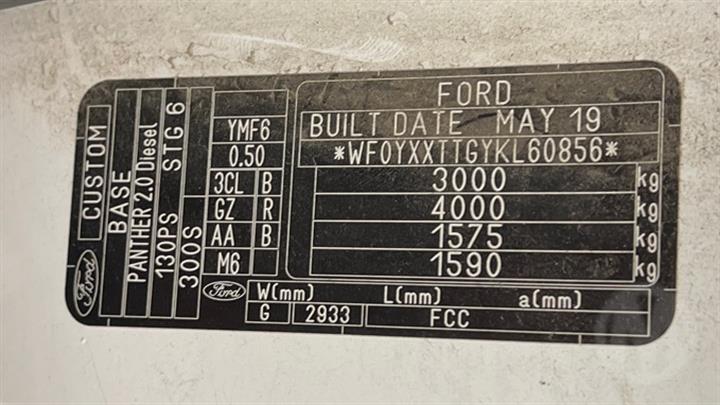 CUSTOM
BASE
PANTHER 2.0 Diesel
130PS STG 6
300S
YMF6
0.50
3CL B
GZ R
AA B
M6
Ford
Ford
FORD
BUILT DATE MAY 19
*WF0YXXTTGYKL60856*
3000 kg
4000 kg
1575 kg
1590 kg
W(mm) L(mm) a(mm)
G 2933 FCC